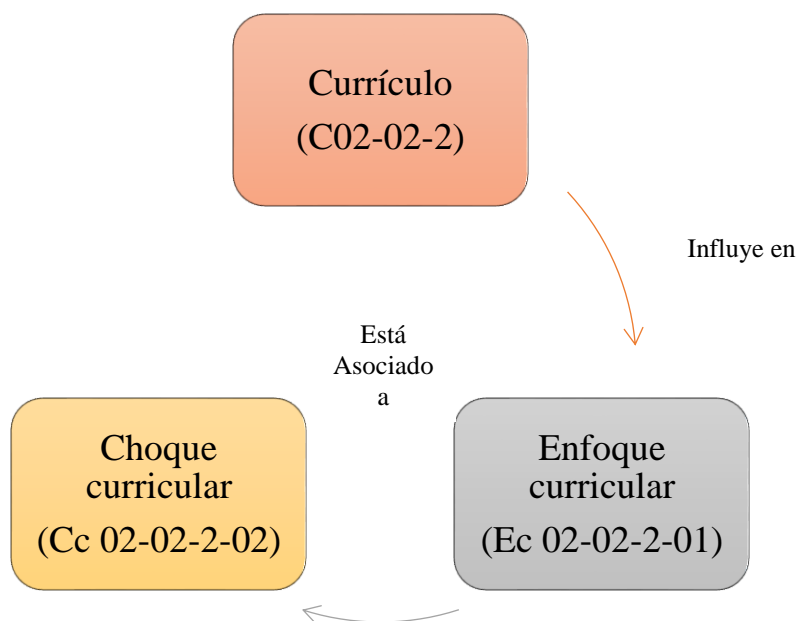 Currículo
(C02-02-2)
Influye en
Está
Asociado
a
Choque
curricular
(Cc 02-02-2-02)
Enfoque
curricular
(Ec 02-02-2-01)